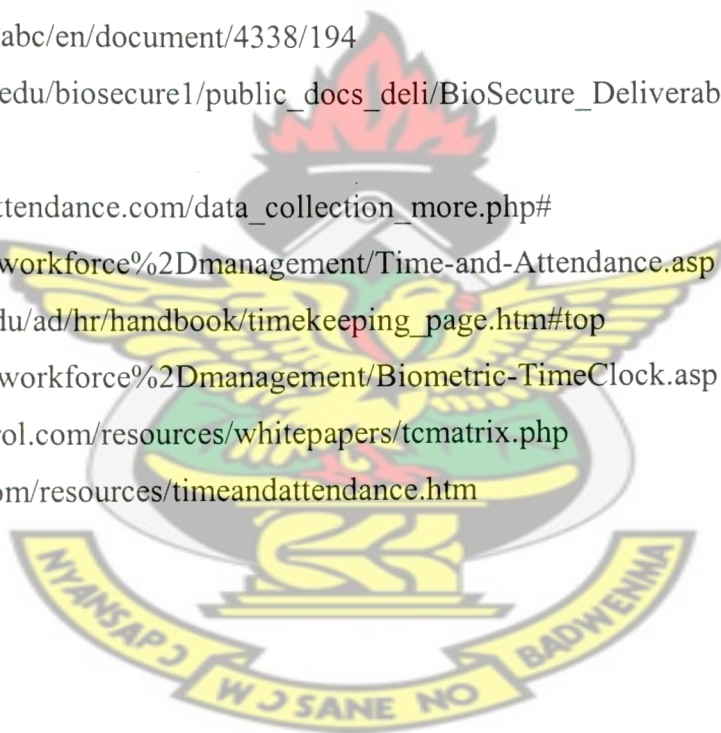 abc/en/document/4338/194
edu/biosecure1/public_docs_deli/BioSecure_Deliverab
ttendance.com/data_collection_more.php#
workforce%2Dmanagement/Time-and-Attendance.asp
du/ad/hr/handbook/timekeeping_page.htm#top
workforce%2Dmanagement/Biometric-TimeClock.asp
rol.com/resources/whitepapers/tcmatrix.php
om/resources/timeandattendance.htm
NYANSAPƆ WƆSANE NO BADWENMA